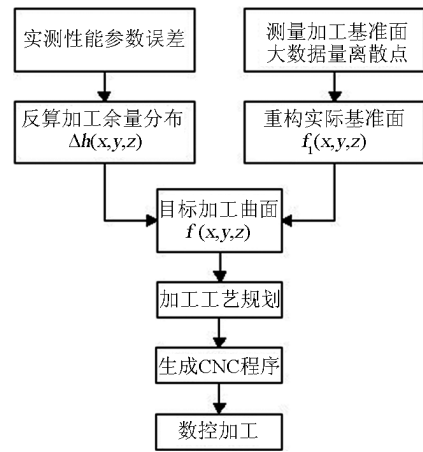 实测性能参数误差
测量加工基准面
大数据量离散点
反算加工余量分布
Δh(x,y,z)
重构实际基准面
f₁(x,y,z)
目标加工曲面
f (x,y,z)
加工工艺规划
生成CNC程序
数控加工